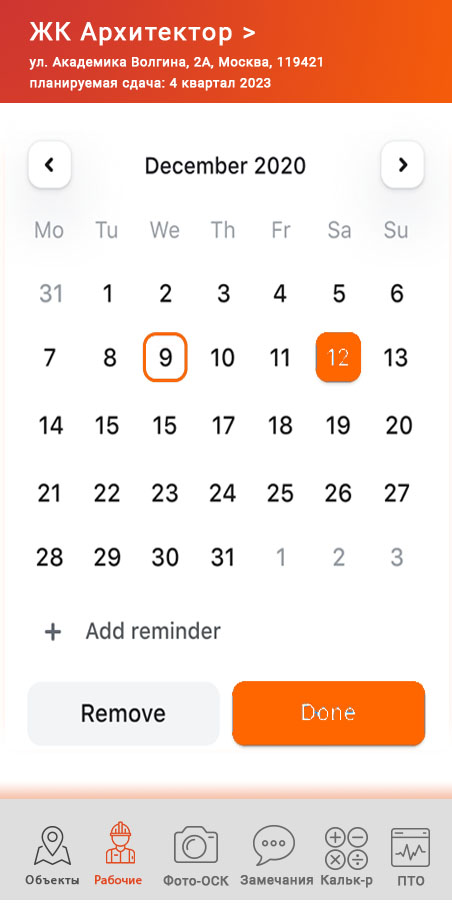 ЖК Архитектор >
ул. Академика Волгина, 2А, Москва, 119421
планируемая сдача: 4 квартал 2023
December 2020
Mo Tu We Th Fr Sa Su
31 1 2 3 4 5 6
7 8 9 10 11 12 13
14 15 15 17 18 19 20
21 22 23 24 25 26 27
28 29 30 31 1 2 3
+ Add reminder
Remove Done
Объекты Рабочие Фото-ОСК Замечания Кальк-р ПТО